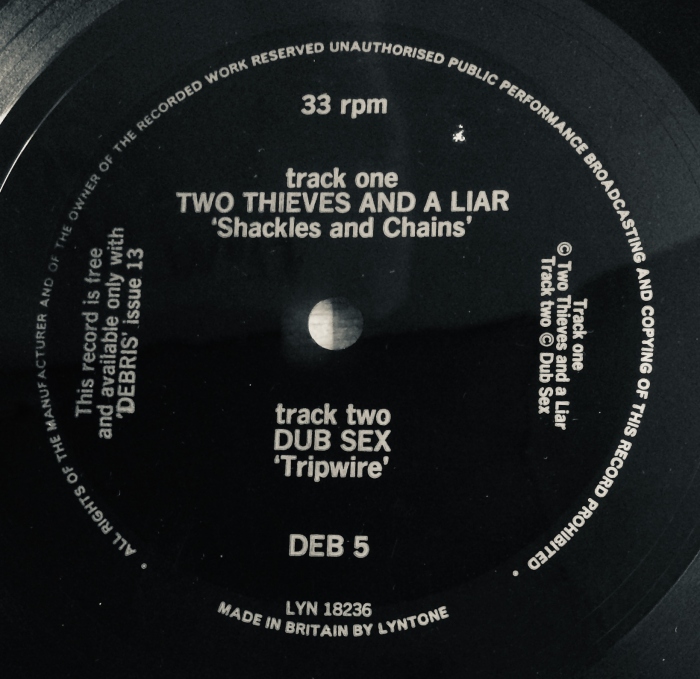 • ALL RIGHTS OF THE MANUFACTURER AND OF THE OWNER OF THE RECORDED WORK RESERVED UNAUTHORISED PUBLIC PERFORMANCE BROADCASTING AND COPYING OF THIS RECORD PROHIBITED •
33 rpm
track one
TWO THIEVES AND A LIAR
'Shackles and Chains'
This record is free
and available only with
'DEBRIS' issue 13
Track one
© Two Thieves and a Liar
Track two © Dub Sex
track two
DUB SEX
'Tripwire'
DEB 5
LYN 18236
MADE IN BRITAIN BY LYNTONE